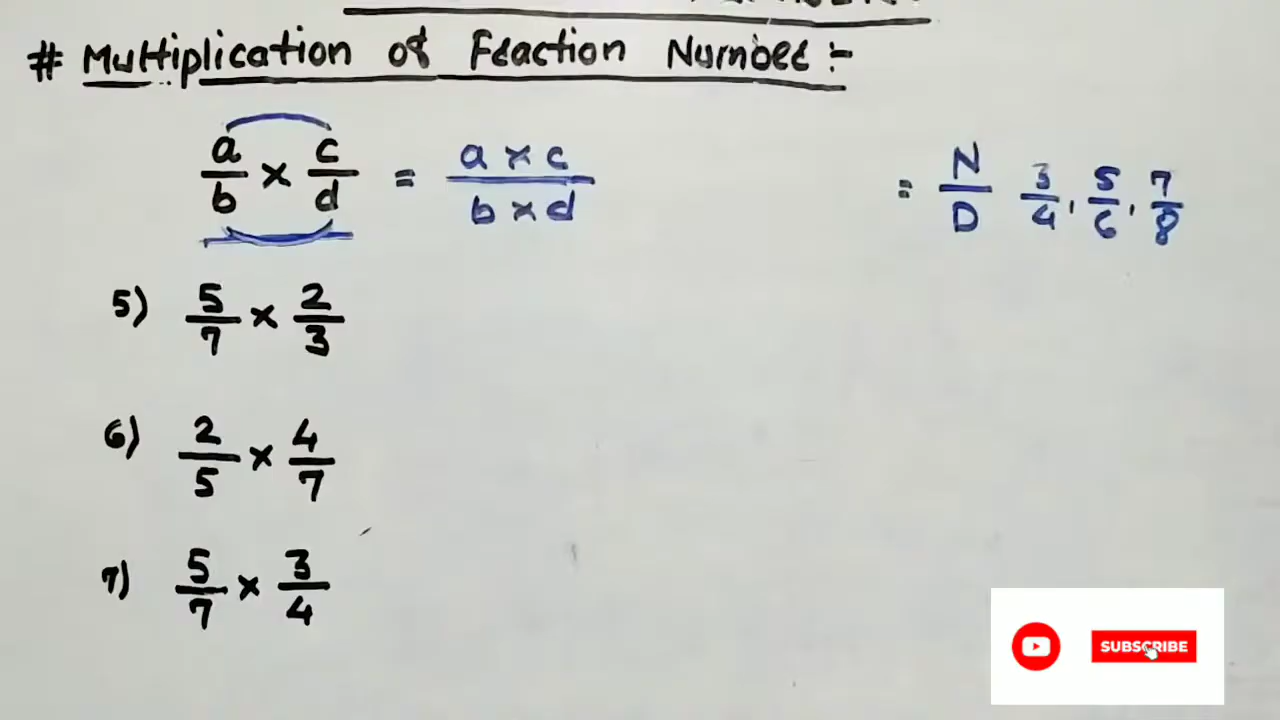 # Multiplication of Fraction Number :-
a/b × c/d = a × c / b × d = N/D 3/4, 5/6, 7/8
5) 5/7 × 2/3
6) 2/5 × 4/7
7) 5/7 × 3/4
SUBSCRIBE